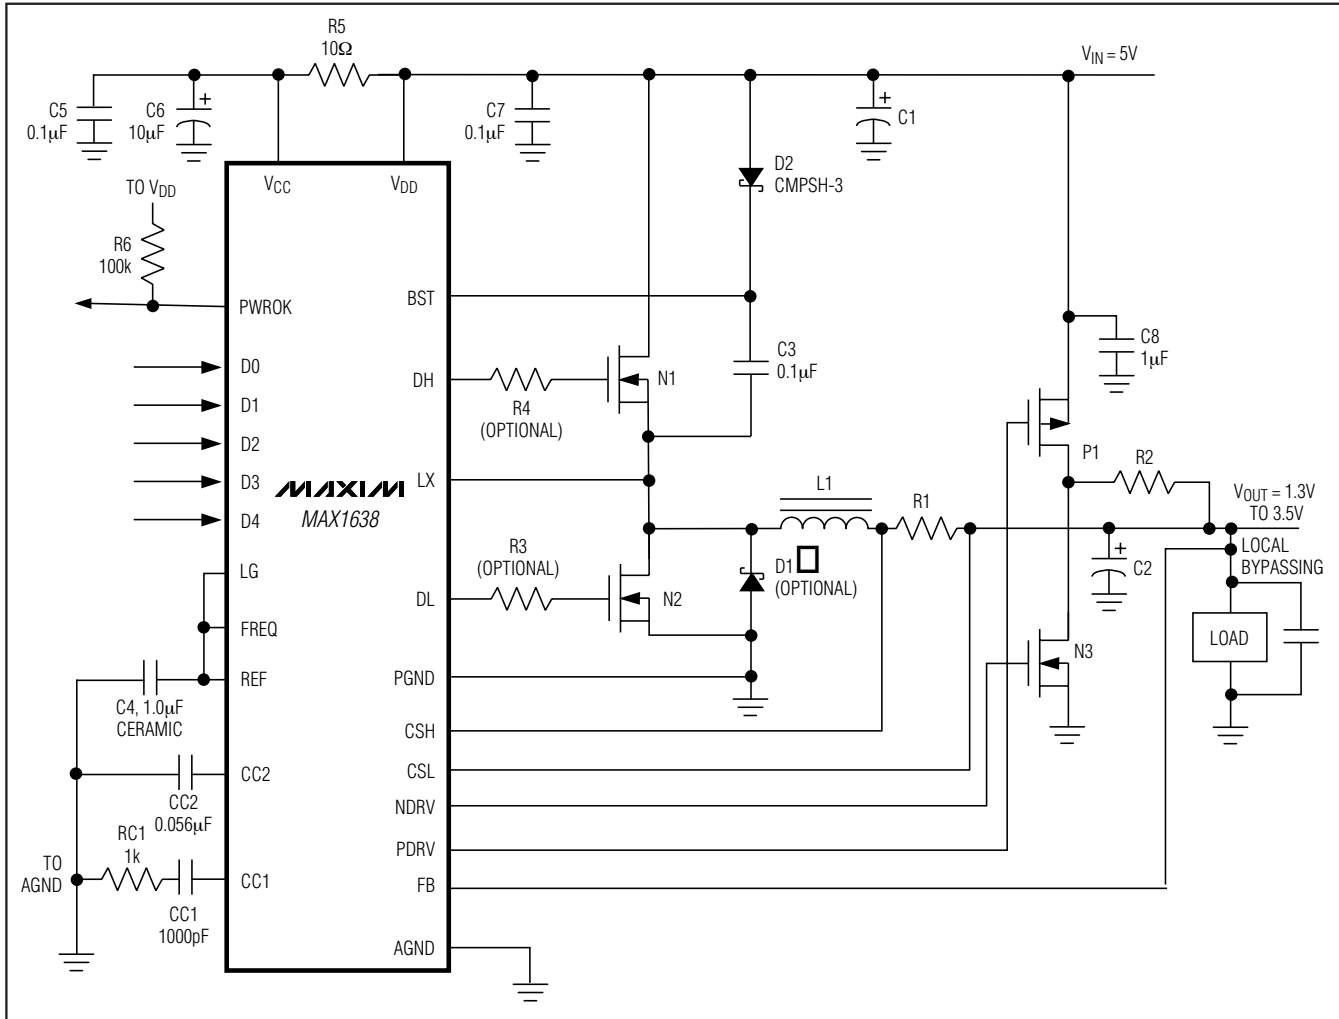 R5
10Ω
VIN = 5V
C5
0.1µF
C6
10µF
+
C7
0.1µF
+
C1
D2
CMPSH-3
TO VDD
VCC
VDD
R6
100k
PWROK
BST
C3
0.1µF
C8
1µF
D0
DH
N1
R4
(OPTIONAL)
D1
D2
P1
R2
D3
MAXIM
LX
L1
R1
VOUT = 1.3V
TO 3.5V
D4
MAX1638
R3
(OPTIONAL)
D1
(OPTIONAL)
+
C2
LOCAL
BYPASSING
LG
DL
N2
FREQ
LOAD
N3
REF
PGND
C4, 1.0µF
CERAMIC
CSH
CC2
CSL
CC2
0.056µF
NDRV
RC1
1k
PDRV
TO
AGND
CC1
FB
CC1
1000pF
AGND